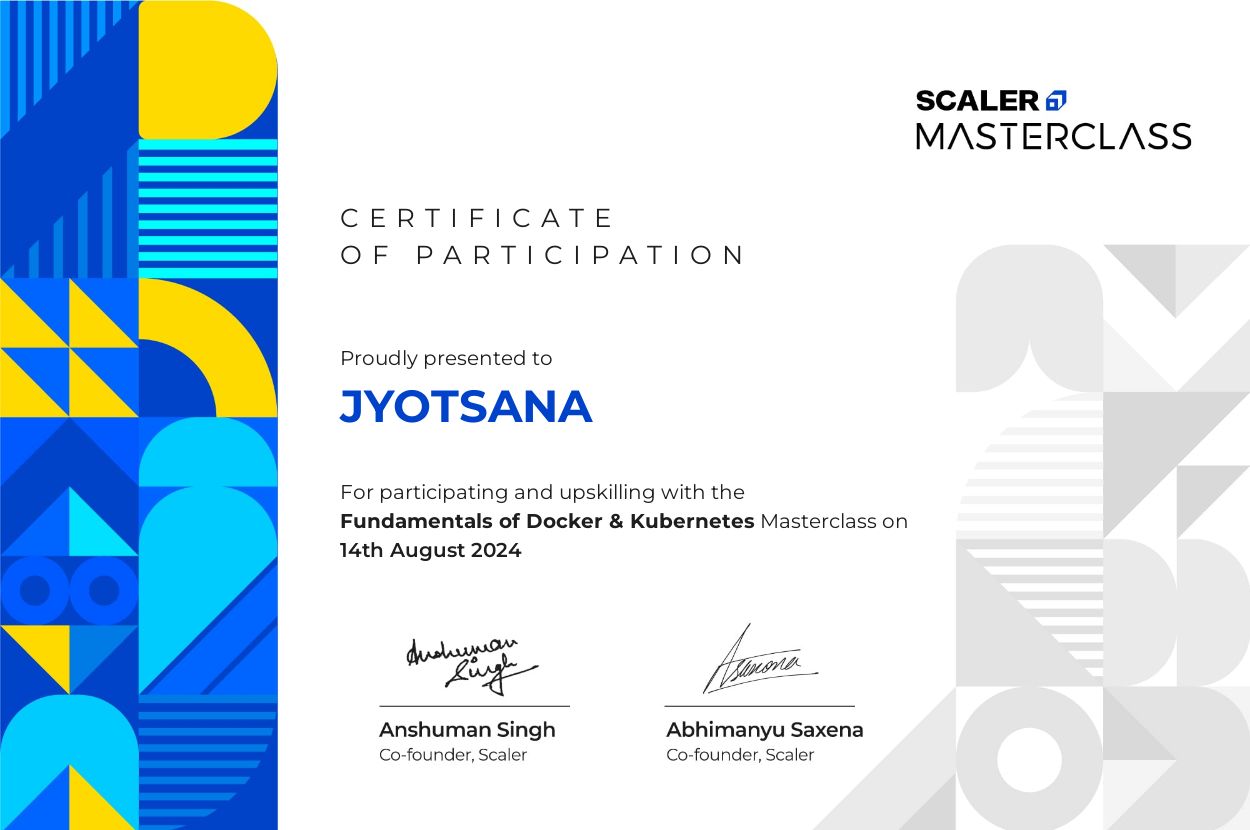 SCALER
MASTERCLASS
CERTIFICATE
OF PARTICIPATION
Proudly presented to
JYOTSANA
For participating and upskilling with the
Fundamentals of Docker & Kubernetes Masterclass on
14th August 2024
Anshuman
Singh
Asaxena
Anshuman Singh
Co-founder, Scaler
Abhimanyu Saxena
Co-founder, Scaler